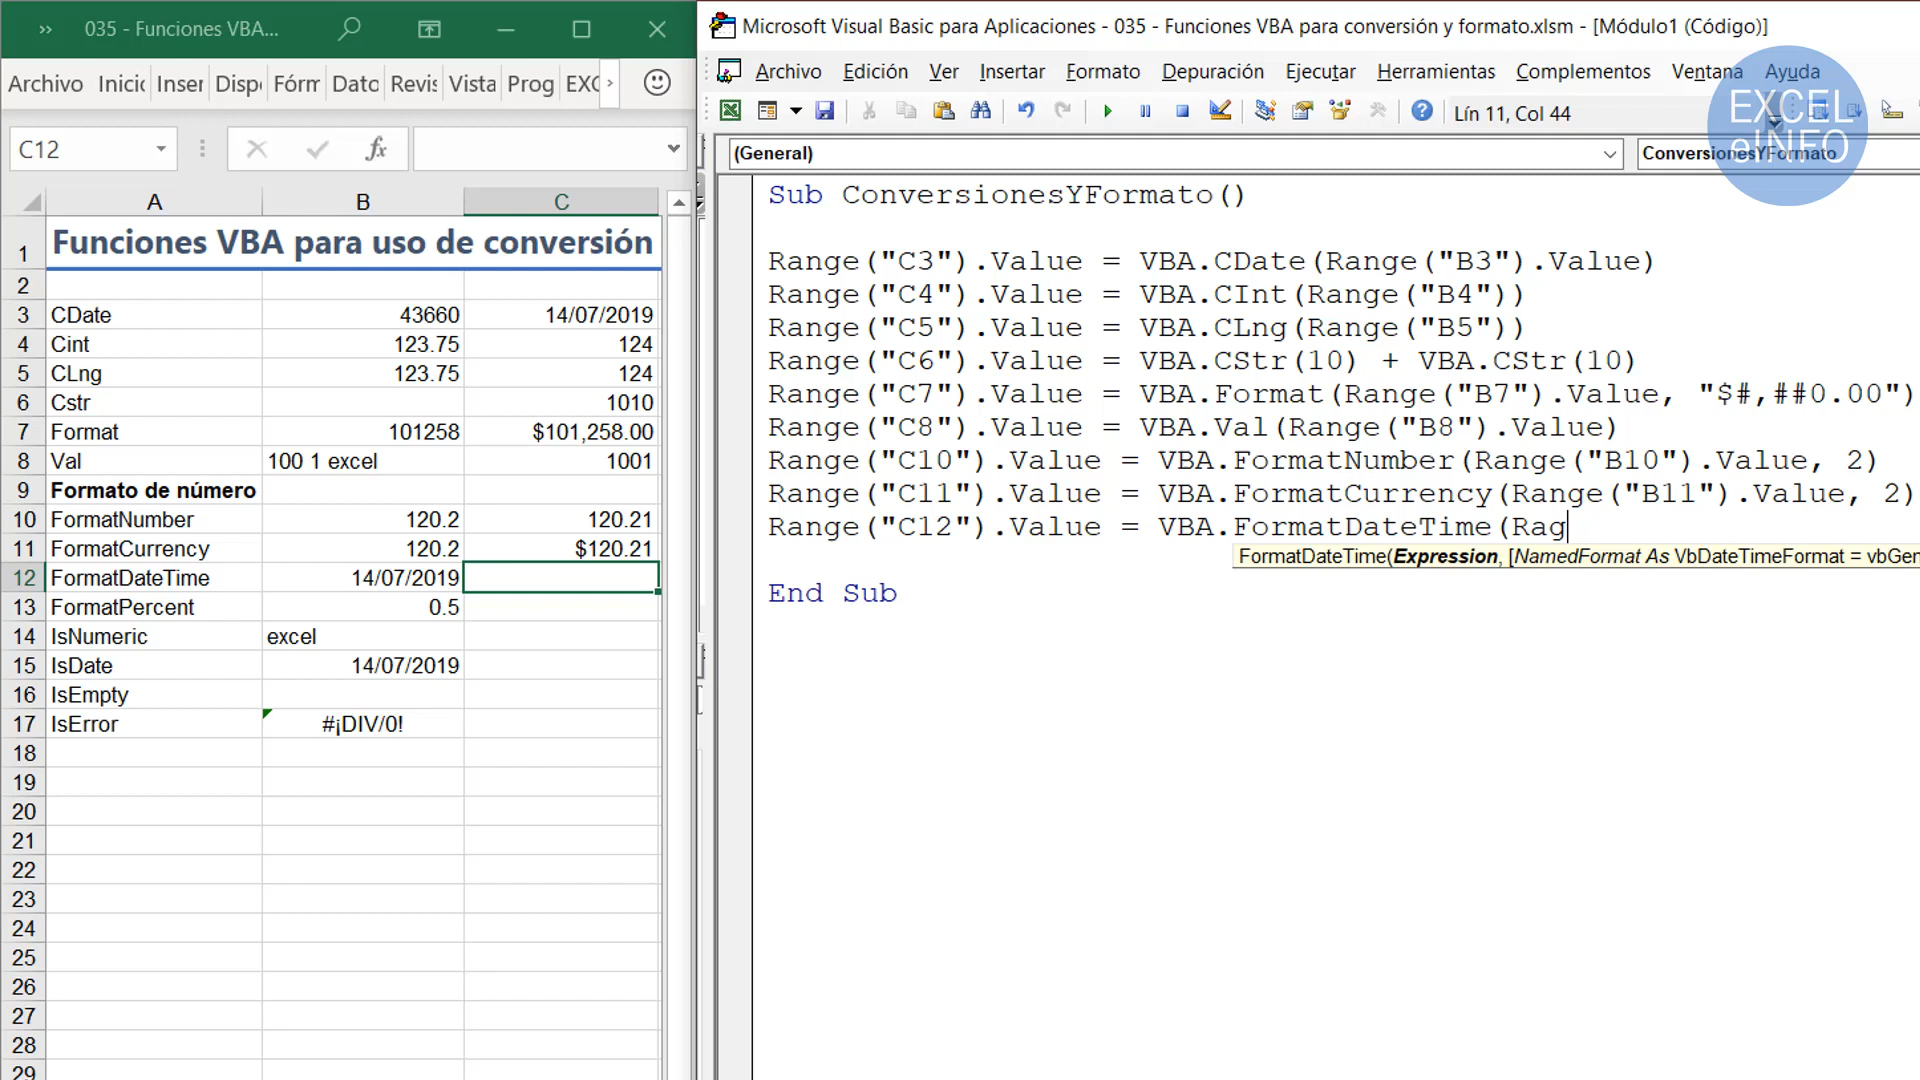 035 - Funciones VBA...
Archivo Inicio Inser Dispo Fórm Dato Revis Vista Prog EXC
C12 fx
A B C
1 Funciones VBA para uso de conversión
2
3 CDate 43660 14/07/2019
4 Cint 123.75 124
5 CLng 123.75 124
6 Cstr 1010
7 Format 101258 $101,258.00
8 Val 100 1 excel 1001
9 Formato de número
10 FormatNumber 120.2 120.21
11 FormatCurrency 120.2 $120.21
12 FormatDateTime 14/07/2019
13 FormatPercent 0.5
14 IsNumeric excel
15 IsDate 14/07/2019
16 IsEmpty
17 IsError #¡DIV/0!
18
19
20
21
22
23
24
25
26
27
28
29
Microsoft Visual Basic para Aplicaciones - 035 - Funciones VBA para conversión y formato.xlsm - [Módulo1 (Código)]
Archivo Edición Ver Insertar Formato Depuración Ejecutar Herramientas Complementos Ventana Ayuda
Lín 11, Col 44
EXCEL
eINFO
(General) ConversionesYFormato
Sub ConversionesYFormato()
Range("C3").Value = VBA.CDate(Range("B3").Value)
Range("C4").Value = VBA.CInt(Range("B4"))
Range("C5").Value = VBA.CLng(Range("B5"))
Range("C6").Value = VBA.CStr(10) + VBA.CStr(10)
Range("C7").Value = VBA.Format(Range("B7").Value, "$#,##0.00")
Range("C8").Value = VBA.Val(Range("B8").Value)
Range("C10").Value = VBA.FormatNumber(Range("B10").Value, 2)
Range("C11").Value = VBA.FormatCurrency(Range("B11").Value, 2)
Range("C12").Value = VBA.FormatDateTime(Rag
FormatDateTime(Expression, [NamedFormat As VbDateTimeFormat = vbGen
End Sub